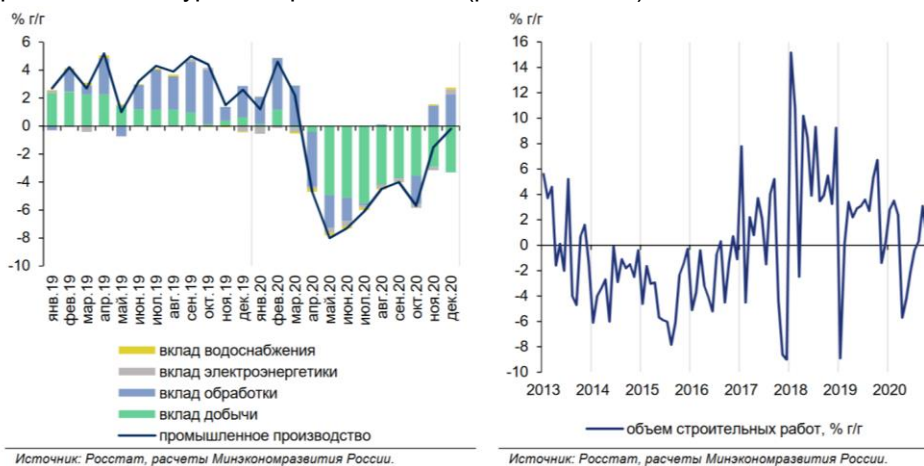 % г/г
6
4
2
0
-2
-4
-6
-8
-10
янв.19
фев.19
мар.19
апр.19
май.19
июн.19
июл.19
авг.19
сен.19
окт.19
ноя.19
дек.19
янв.20
фев.20
мар.20
апр.20
май.20
июн.20
июл.20
авг.20
сен.20
окт.20
ноя.20
дек.20
вклад водоснабжения
вклад электроэнергетики
вклад обработки
вклад добычи
промышленное производство
Источник: Росстат, расчеты Минэкономразвития России.
% г/г
16
14
12
10
8
6
4
2
0
-2
-4
-6
-8
-10
2013 2014 2015 2016 2017 2018 2019 2020
объем строительных работ, % г/г
Источник: Росстат, расчеты Минэкономразвития России.